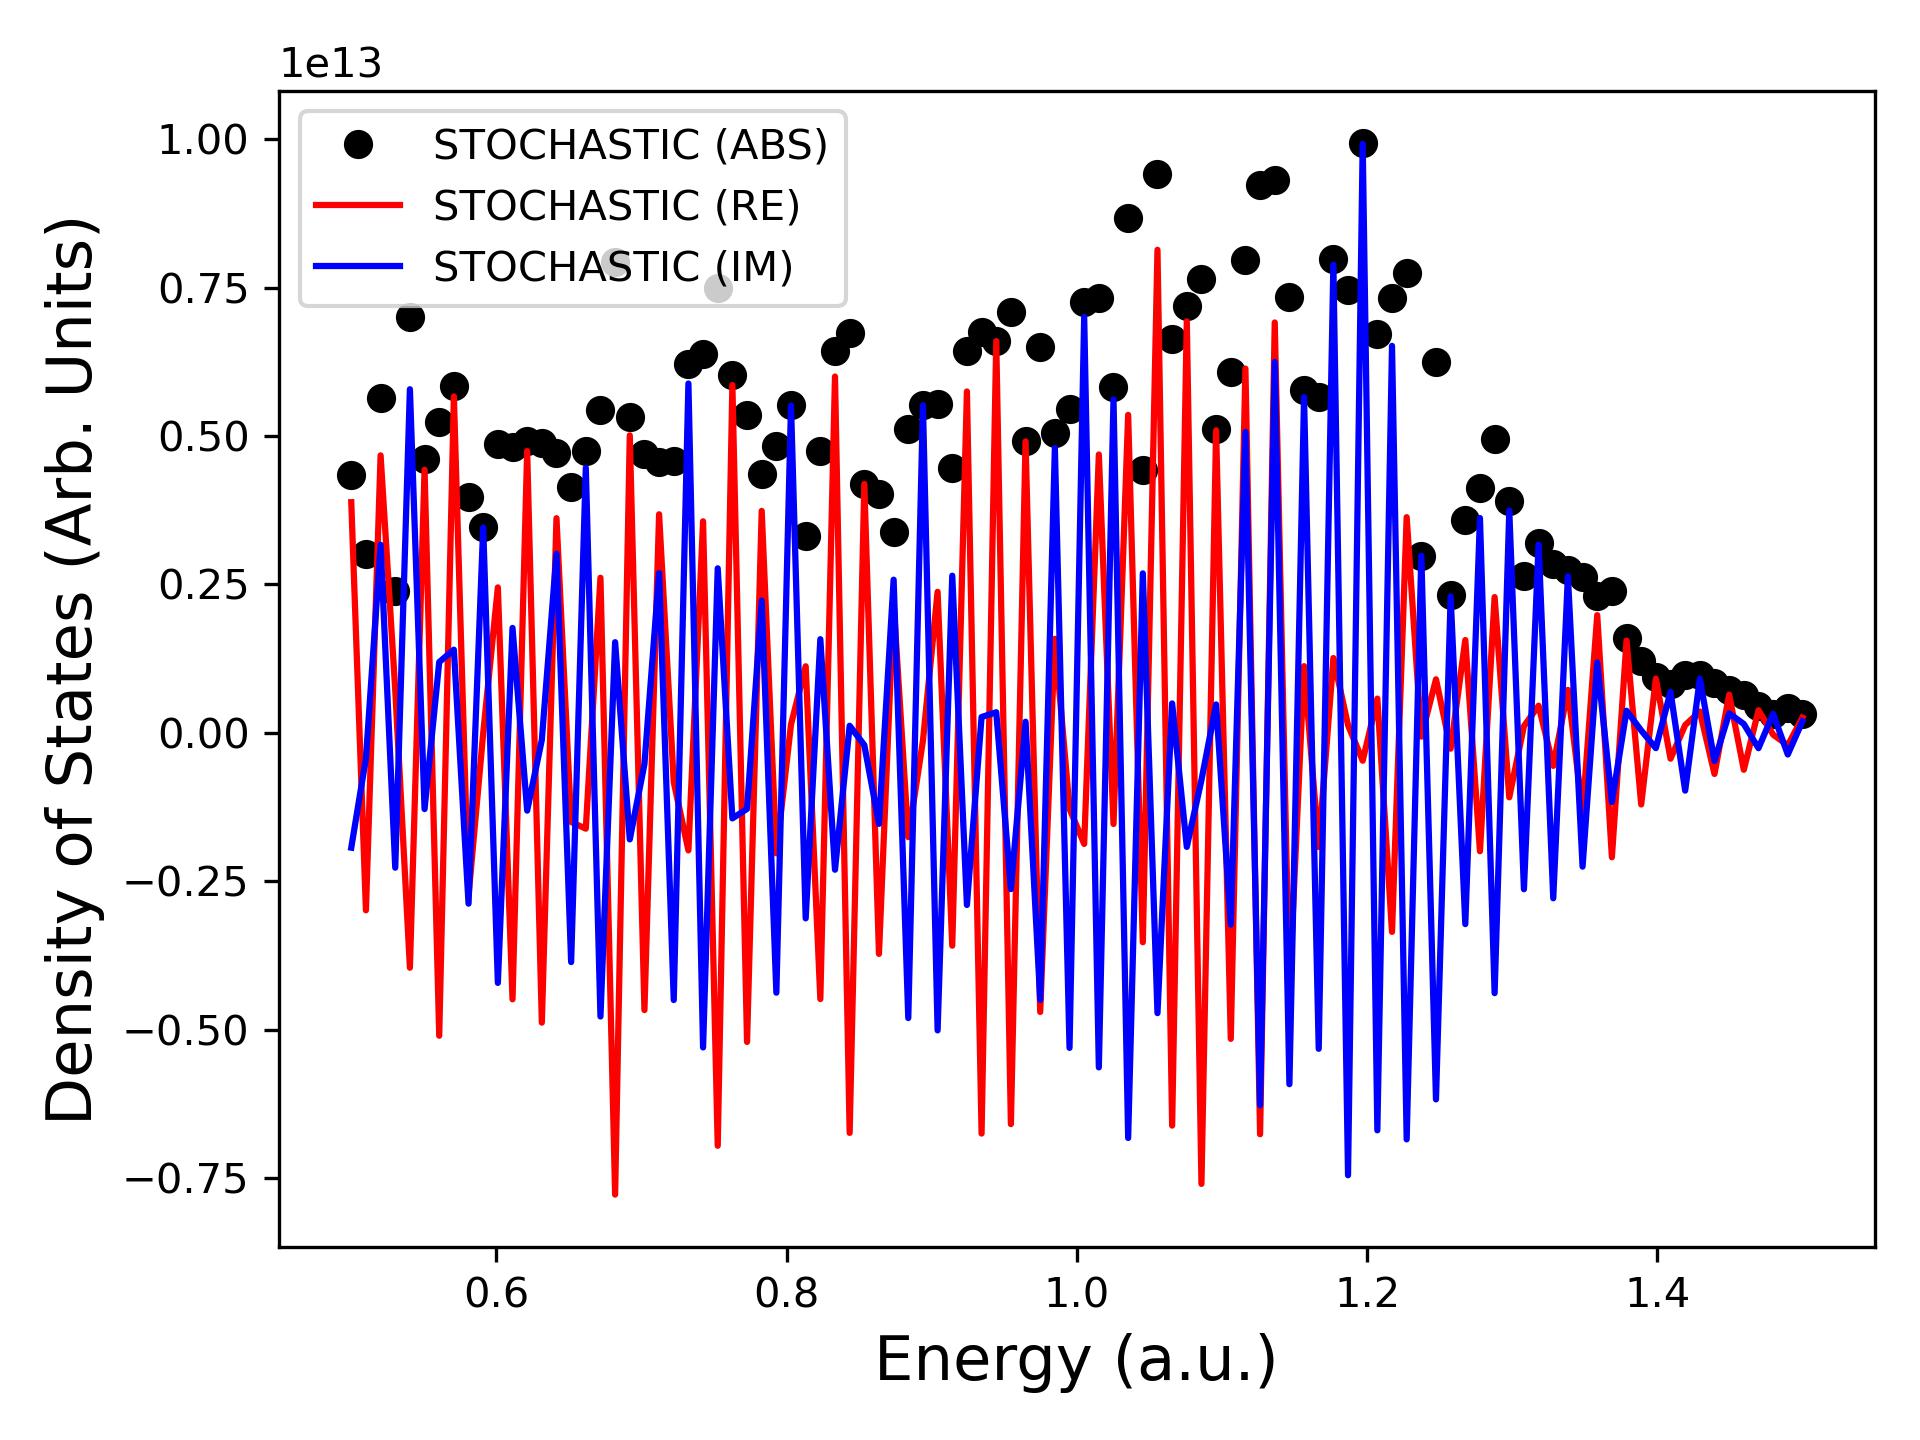 1e13
1.00
0.75
0.50
0.25
0.00
−0.25
−0.50
−0.75
Density of States (Arb. Units)
STOCHASTIC (ABS)
STOCHASTIC (RE)
STOCHASTIC (IM)
0.6 0.8 1.0 1.2 1.4
Energy (a.u.)